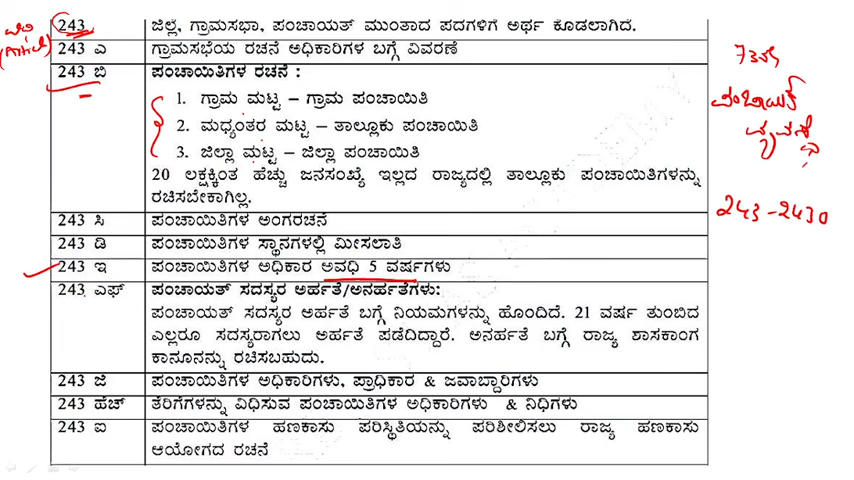 243 ಜಿಲ್ಲೆ, ಗ್ರಾಮಸಭಾ, ಪಂಚಾಯತ್ ಮುಂತಾದ ಪದಗಳಿಗೆ ಅರ್ಥ ಕೊಡಲಾಗಿದೆ.
(Article)
243 ಎ ಗ್ರಾಮಸಭೆಯ ರಚನೆ ಅಧಿಕಾರಿಗಳ ಬಗ್ಗೆ ವಿವರಣೆ
243 ಬಿ ಪಂಚಾಯಿತಿಗಳ ರಚನೆ :
1. ಗ್ರಾಮ ಮಟ್ಟ – ಗ್ರಾಮ ಪಂಚಾಯಿತಿ
2. ಮಧ್ಯಂತರ ಮಟ್ಟ – ತಾಲ್ಲೂಕು ಪಂಚಾಯಿತಿ
3. ಜಿಲ್ಲಾ ಮಟ್ಟ – ಜಿಲ್ಲಾ ಪಂಚಾಯಿತಿ
20 ಲಕ್ಷಕ್ಕಿಂತ ಹೆಚ್ಚು ಜನಸಂಖ್ಯೆ ಇಲ್ಲದ ರಾಜ್ಯದಲ್ಲಿ ತಾಲ್ಲೂಕು ಪಂಚಾಯಿತಿಗಳನ್ನು
ರಚಿಸಬೇಕಾಗಿಲ್ಲ.
243 ಸಿ ಪಂಚಾಯಿತಿಗಳ ಅಂಗರಚನೆ
243 ಡಿ ಪಂಚಾಯಿತಿಗಳ ಸ್ಥಾನಗಳಲ್ಲಿ ಮೀಸಲಾತಿ
243 ಇ ಪಂಚಾಯಿತಿಗಳ ಅಧಿಕಾರ ಅವಧಿ 5 ವರ್ಷಗಳು
243 ಎಫ್ ಪಂಚಾಯತ್ ಸದಸ್ಯರ ಅರ್ಹತೆ/ಅನರ್ಹತೆಗಳು:
ಪಂಚಾಯತ್ ಸದಸ್ಯರ ಅರ್ಹತೆ ಬಗ್ಗೆ ನಿಯಮಗಳನ್ನು ಹೊಂದಿದೆ. 21 ವರ್ಷ ತುಂಬಿದ
ಎಲ್ಲರೂ ಸದಸ್ಯರಾಗಲು ಅರ್ಹತೆ ಪಡೆದಿದ್ದಾರೆ. ಅನರ್ಹತೆ ಬಗ್ಗೆ ರಾಜ್ಯ ಶಾಸಕಾಂಗ
ಕಾನೂನನ್ನು ರಚಿಸಬಹುದು.
243 ಜಿ ಪಂಚಾಯಿತಿಗಳ ಅಧಿಕಾರಿಗಳು, ಪ್ರಾಧಿಕಾರ & ಜವಾಬ್ದಾರಿಗಳು
243 ಹೆಚ್ ತೆರಿಗೆಗಳನ್ನು ವಿಧಿಸುವ ಪಂಚಾಯಿತಿಗಳ ಅಧಿಕಾರಿಗಳು & ನಿಧಿಗಳು
243 ಐ ಪಂಚಾಯಿತಿಗಳ ಹಣಕಾಸು ಪರಿಸ್ಥಿತಿಯನ್ನು ಪರಿಶೀಲಿಸಲು ರಾಜ್ಯ ಹಣಕಾಸು
ಆಯೋಗದ ರಚನೆ
ಪಂಚಾಯತ್
243 - 243O